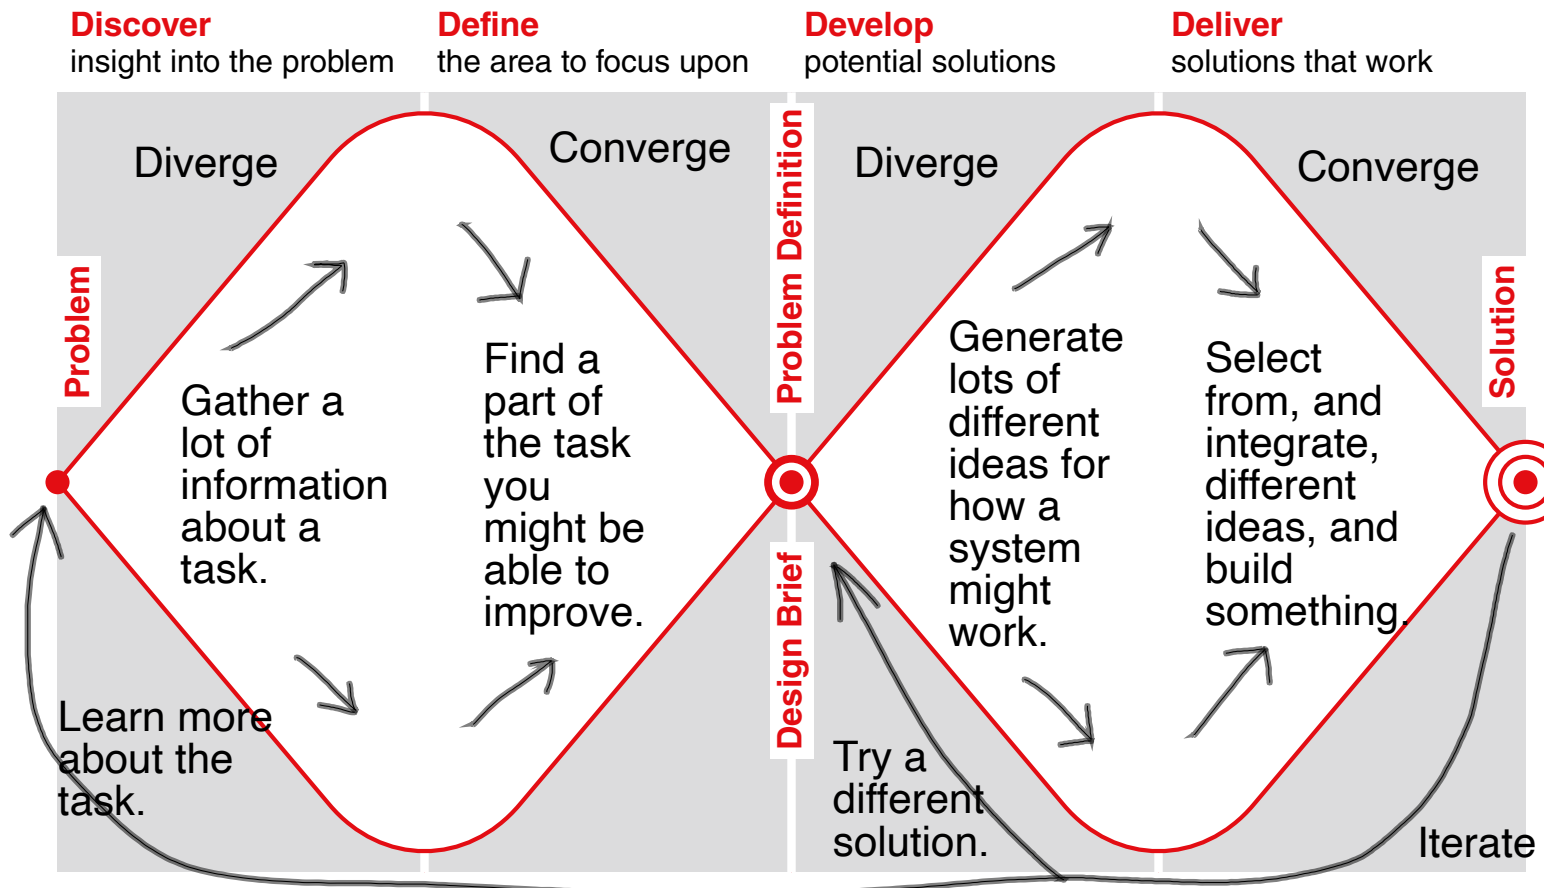 Discover
insight into the problem
Define
the area to focus upon
Develop
potential solutions
Deliver
solutions that work
Diverge
Converge
Diverge
Converge
Problem
Problem Definition
Design Brief
Solution
Gather a
lot of
information
about a
task.
Find a
part of
the task
you
might be
able to
improve.
Generate
lots of
different
ideas for
how a
system
might
work.
Select
from, and
integrate,
different
ideas, and
build
something.
Learn more
about the
task.
Try a
different
solution.
Iterate